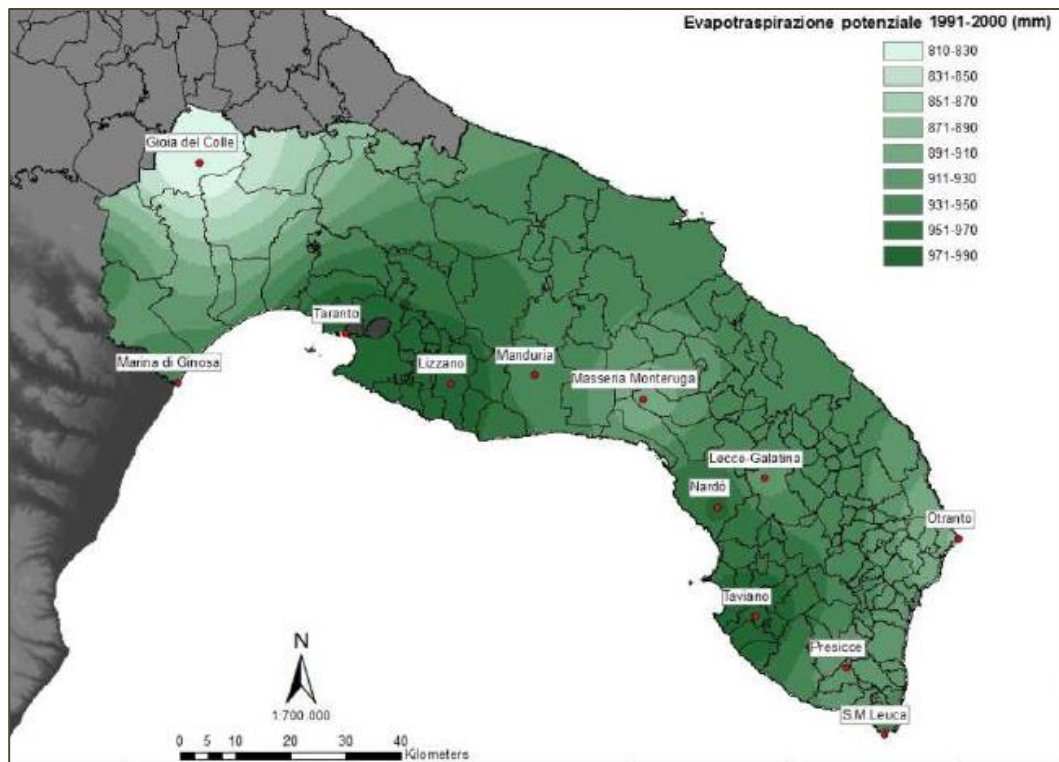 Evapotraspirazione potenziale 1991-2000 (mm)
810-830
831-850
851-870
871-890
891-910
911-930
931-950
951-970
971-990
Gioia del Colle
Taranto
Marina di Ginosa
Lizzano
Manduria
Masseria Monteruga
Lecce-Galatina
Nardò
Otranto
Taviano
Presicce
S.M.Leuca
N
1:700.000
0 5 10 20 30 40
Kilometers